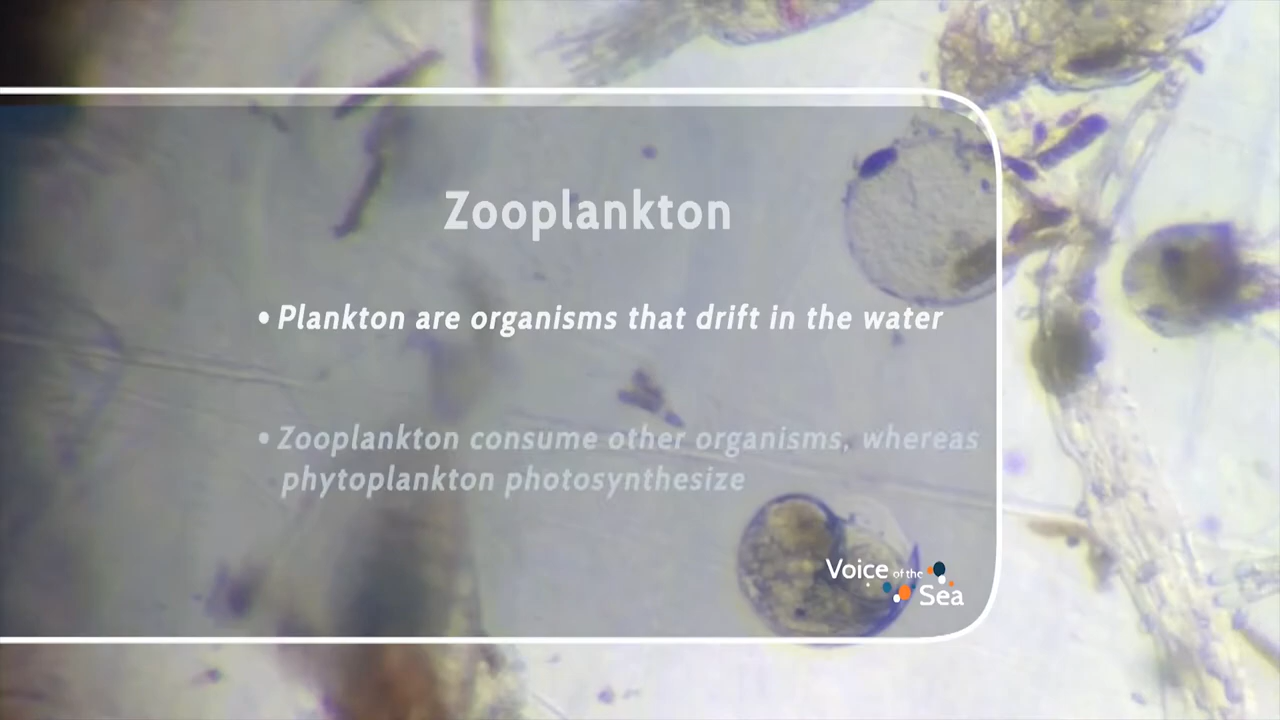 Zooplankton
• Plankton are organisms that drift in the water
• Zooplankton consume other organisms, whereas
phytoplankton photosynthesize
Voice of the
Sea